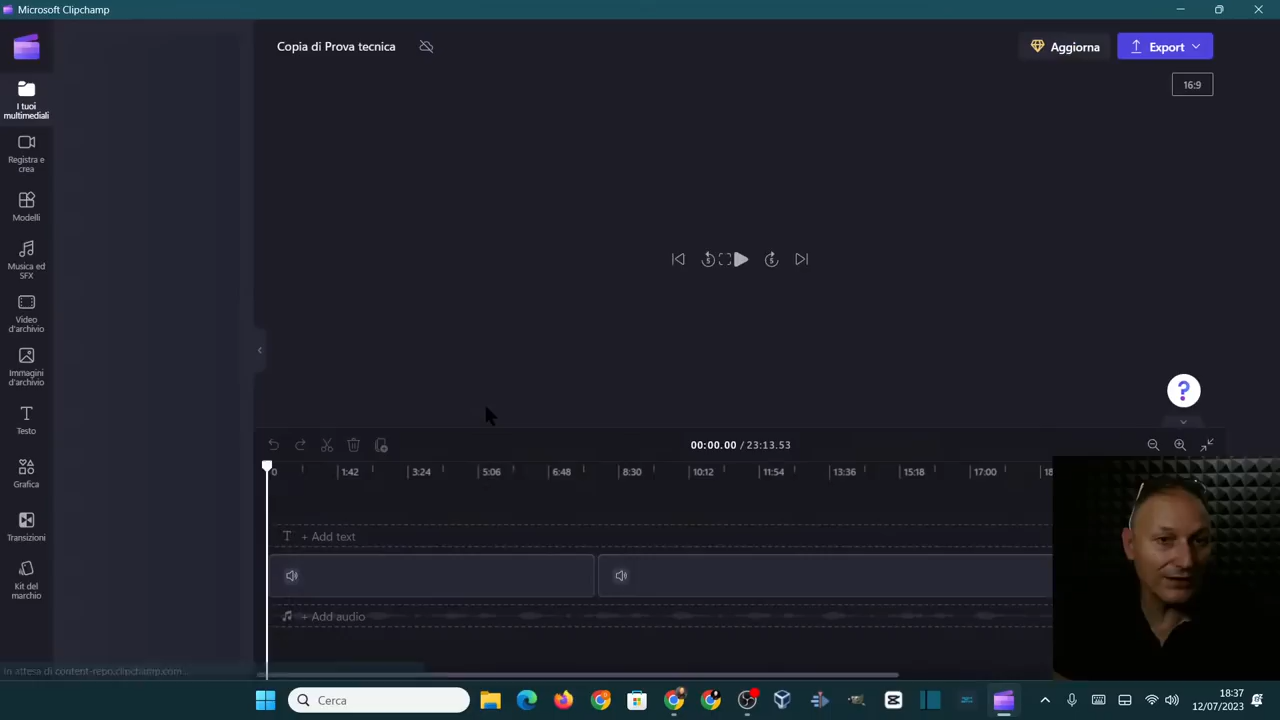 Microsoft Clipchamp
Copia di Prova tecnica
Aggiorna
Export
16:9
I tuoi
multimediali
Registra e
crea
Modelli
Musica ed
SFX
Video
d'archivio
Immagini
d'archivio
Testo
Grafica
Transizioni
Kit del
marchio
5
5
?
00:00.00 / 23:13.53
0
1:42
3:24
5:06
6:48
8:30
10:12
11:54
13:36
15:18
17:00
18
T + Add text
+ Add audio
In attesa di content-repo.clipchamp.com...
Cerca
18:37
12/07/2023